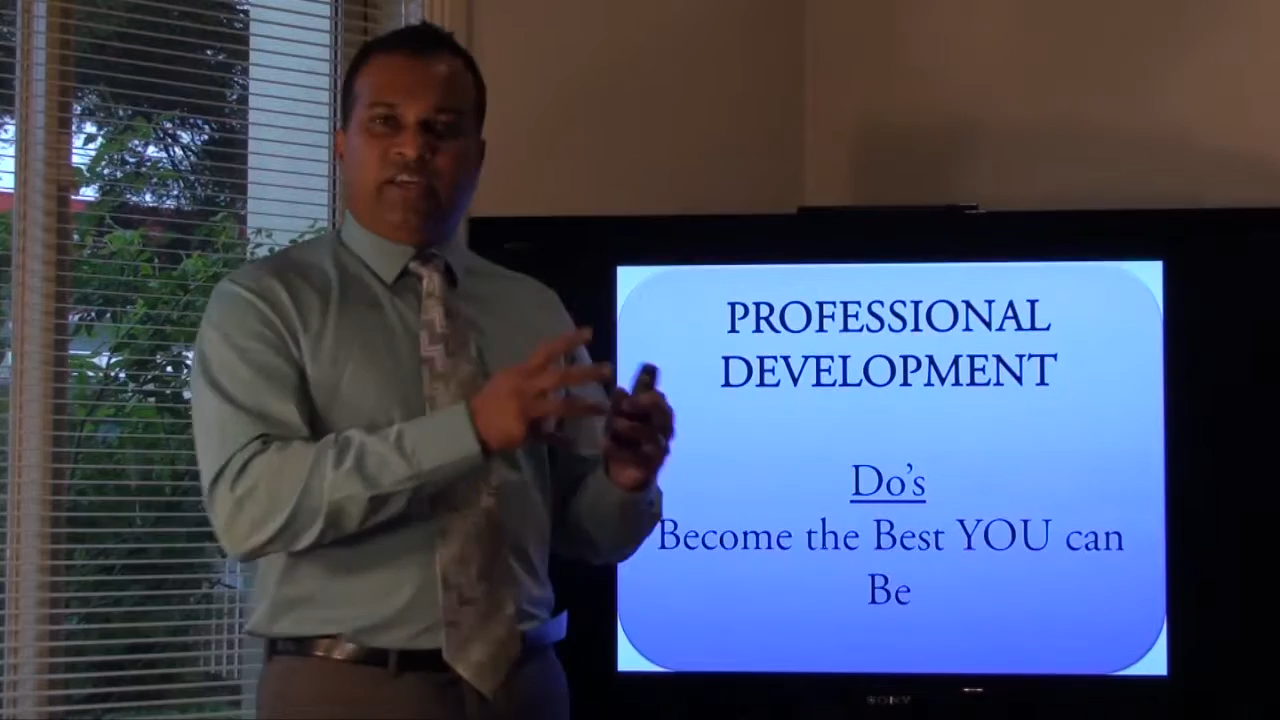 PROFESSIONAL
DEVELOPMENT
Do's
Become the Best YOU can
Be
SONY